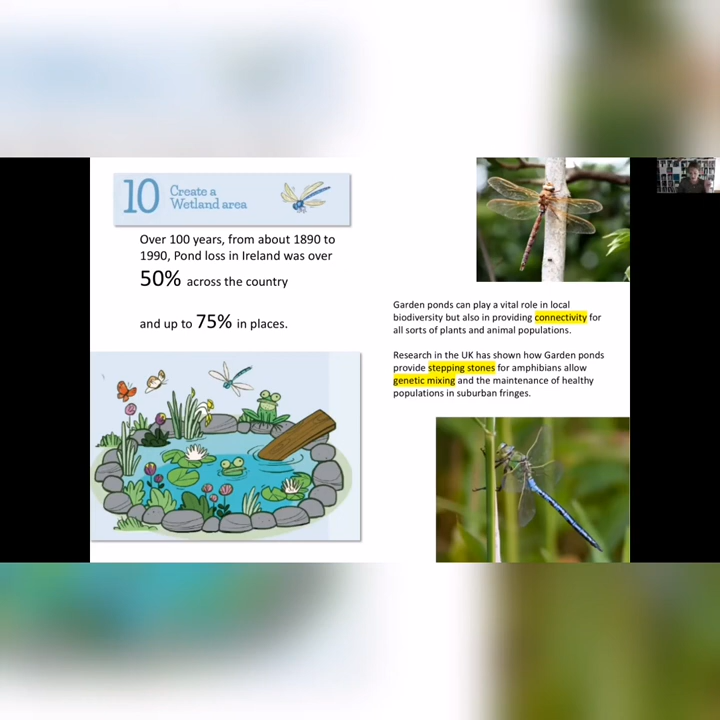 10 Create a
Wetland area
Over 100 years, from about 1890 to
1990, Pond loss in Ireland was over
50% across the country
and up to 75% in places.
Garden ponds can play a vital role in local
biodiversity but also in providing connectivity for
all sorts of plants and animal populations.
Research in the UK has shown how Garden ponds
provide stepping stones for amphibians allow
genetic mixing and the maintenance of healthy
populations in suburban fringes.